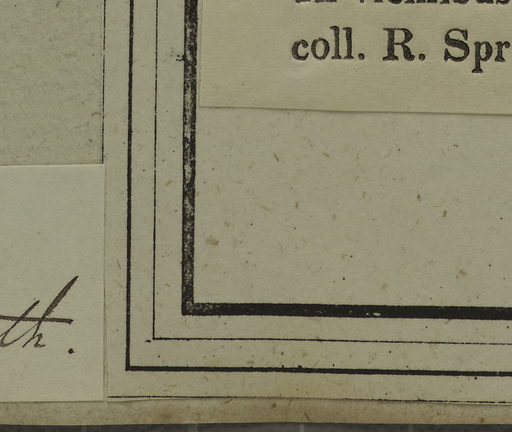 coll. R. Spr
th.